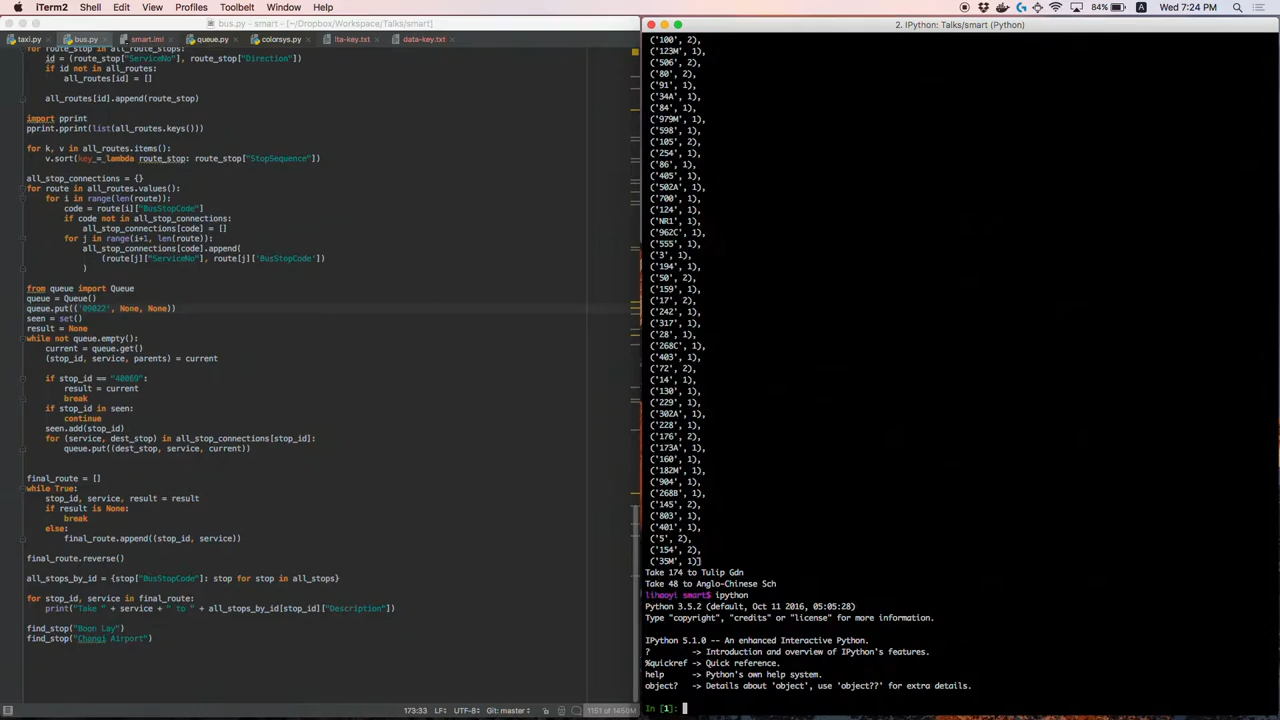 iTerm2 Shell Edit View Profiles Toolbelt Window Help
84% A Wed 7:24 PM
bus.py - smart - [~/Dropbox/Workspace/Talks/smart]
taxi.py × bus.py × smart.iml × queue.py × colorsys.py × lta-key.txt × data-key.txt ×
for route_stop in all_stops:
id = (route_stop["ServiceNo"], route_stop["Direction"])
if id not in all_routes:
all_routes[id] = []
all_routes[id].append(route_stop)
import pprint
pprint.pprint(list(all_routes.keys()))
for k, v in all_routes.items():
v.sort(key = lambda route_stop: route_stop["StopSequence"])
all_stop_connections = {}
for route in all_routes.values():
for i in range(len(route)):
code = route[i]["BusStopCode"]
if code not in all_stop_connections:
all_stop_connections[code] = []
for j in range(i+1, len(route)):
all_stop_connections[code].append(
(route[j]["ServiceNo"], route[j]['BusStopCode'])
)
from queue import Queue
queue = Queue()
queue.put(('09022', None, None))
seen = set()
result = None
while not queue.empty():
current = queue.get()
(stop_id, service, parents) = current
if stop_id == "40069":
result = current
break
if stop_id in seen:
continue
seen.add(stop_id)
for (service, dest_stop) in all_stop_connections[stop_id]:
queue.put((dest_stop, service, current))
final_route = []
while True:
stop_id, service, result = result
if result is None:
break
else:
final_route.append((stop_id, service))
final_route.reverse()
all_stops_by_id = {stop["BusStopCode"]: stop for stop in all_stops}
for stop_id, service in final_route:
print("Take " + service + " to " + all_stops_by_id[stop_id]["Description"])
find_stop("Boon Lay")
find_stop("Changi Airport")
173:33 LF÷ UTF-8÷ Git: master÷ 1151 of 1450M
2. IPython: Talks/smart (Python)
('100', 2),
('123M', 1),
('506', 2),
('80', 2),
('91', 1),
('34A', 1),
('84', 1),
('979M', 1),
('598', 1),
('105', 2),
('254', 1),
('86', 1),
('405', 1),
('502A', 1),
('700', 1),
('124', 1),
('NR1', 1),
('962C', 1),
('555', 1),
('3', 1),
('194', 1),
('50', 2),
('159', 1),
('17', 2),
('242', 1),
('317', 1),
('28', 1),
('268C', 1),
('403', 1),
('72', 2),
('14', 1),
('130', 1),
('229', 1),
('302A', 1),
('228', 1),
('176', 2),
('173A', 1),
('160', 1),
('182M', 1),
('904', 1),
('268B', 1),
('145', 2),
('803', 1),
('401', 1),
('5', 2),
('154', 2),
('35M', 1)]
Take 174 to Tulip Gdn
Take 48 to Anglo-Chinese Sch
lihaoyi smart$ ipython
Python 3.5.2 (default, Oct 11 2016, 05:05:28)
Type "copyright", "credits" or "license" for more information.
IPython 5.1.0 -- An enhanced Interactive Python.
? -> Introduction and overview of IPython's features.
%quickref -> Quick reference.
help -> Python's own help system.
object? -> Details about 'object', use 'object??' for extra details.
In [1]: